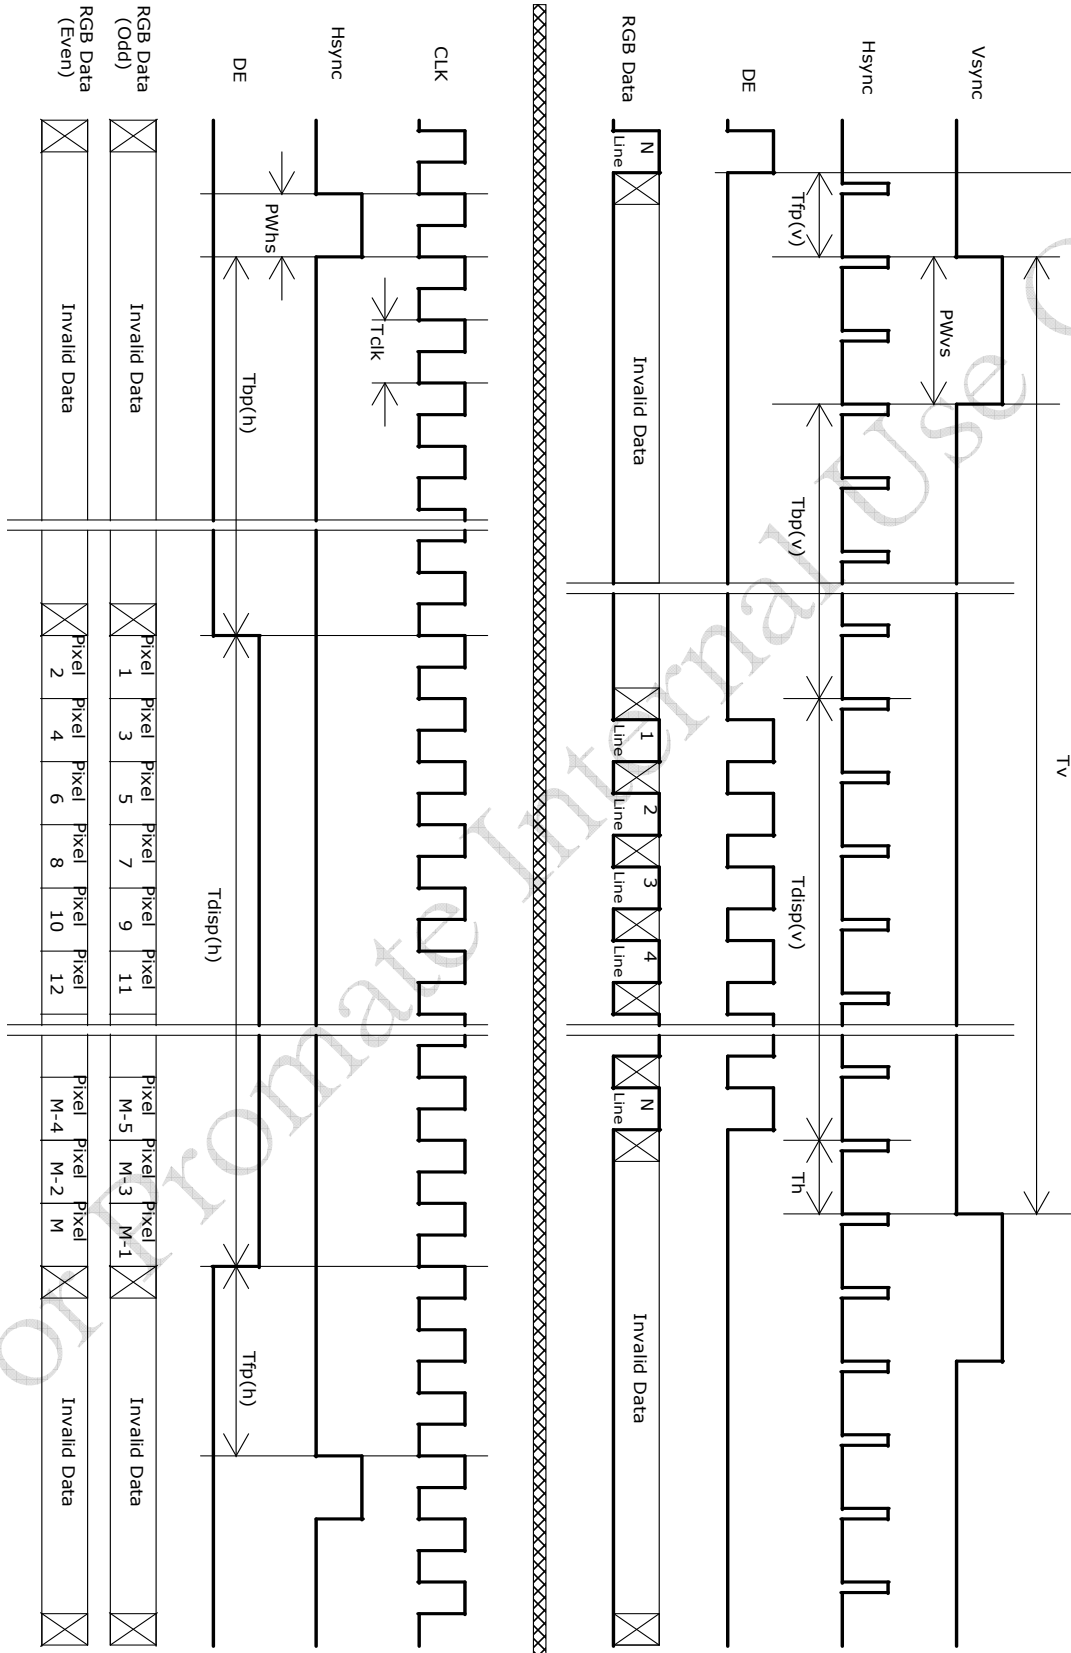 Tv
Vsync
PWvs
Hsync
Tfp(v)
Tbp(v)
Tdisp(v)
Th
DE
RGB Data
N
Line
Invalid Data
1
Line
2
Line
3
Line
4
Line
N
Line
Invalid Data
CLK
Tclk
Hsync
PWhs
DE
Tbp(h)
Tdisp(h)
Tfp(h)
RGB Data
(Odd)
Invalid Data
Pixel
1
Pixel
3
Pixel
5
Pixel
7
Pixel
9
Pixel
11
Pixel
M-5
Pixel
M-3
Pixel
M-1
Invalid Data
RGB Data
(Even)
Invalid Data
Pixel
2
Pixel
4
Pixel
6
Pixel
8
Pixel
10
Pixel
12
Pixel
M-4
Pixel
M-2
Pixel
M
Invalid Data
or Promate Internal Use